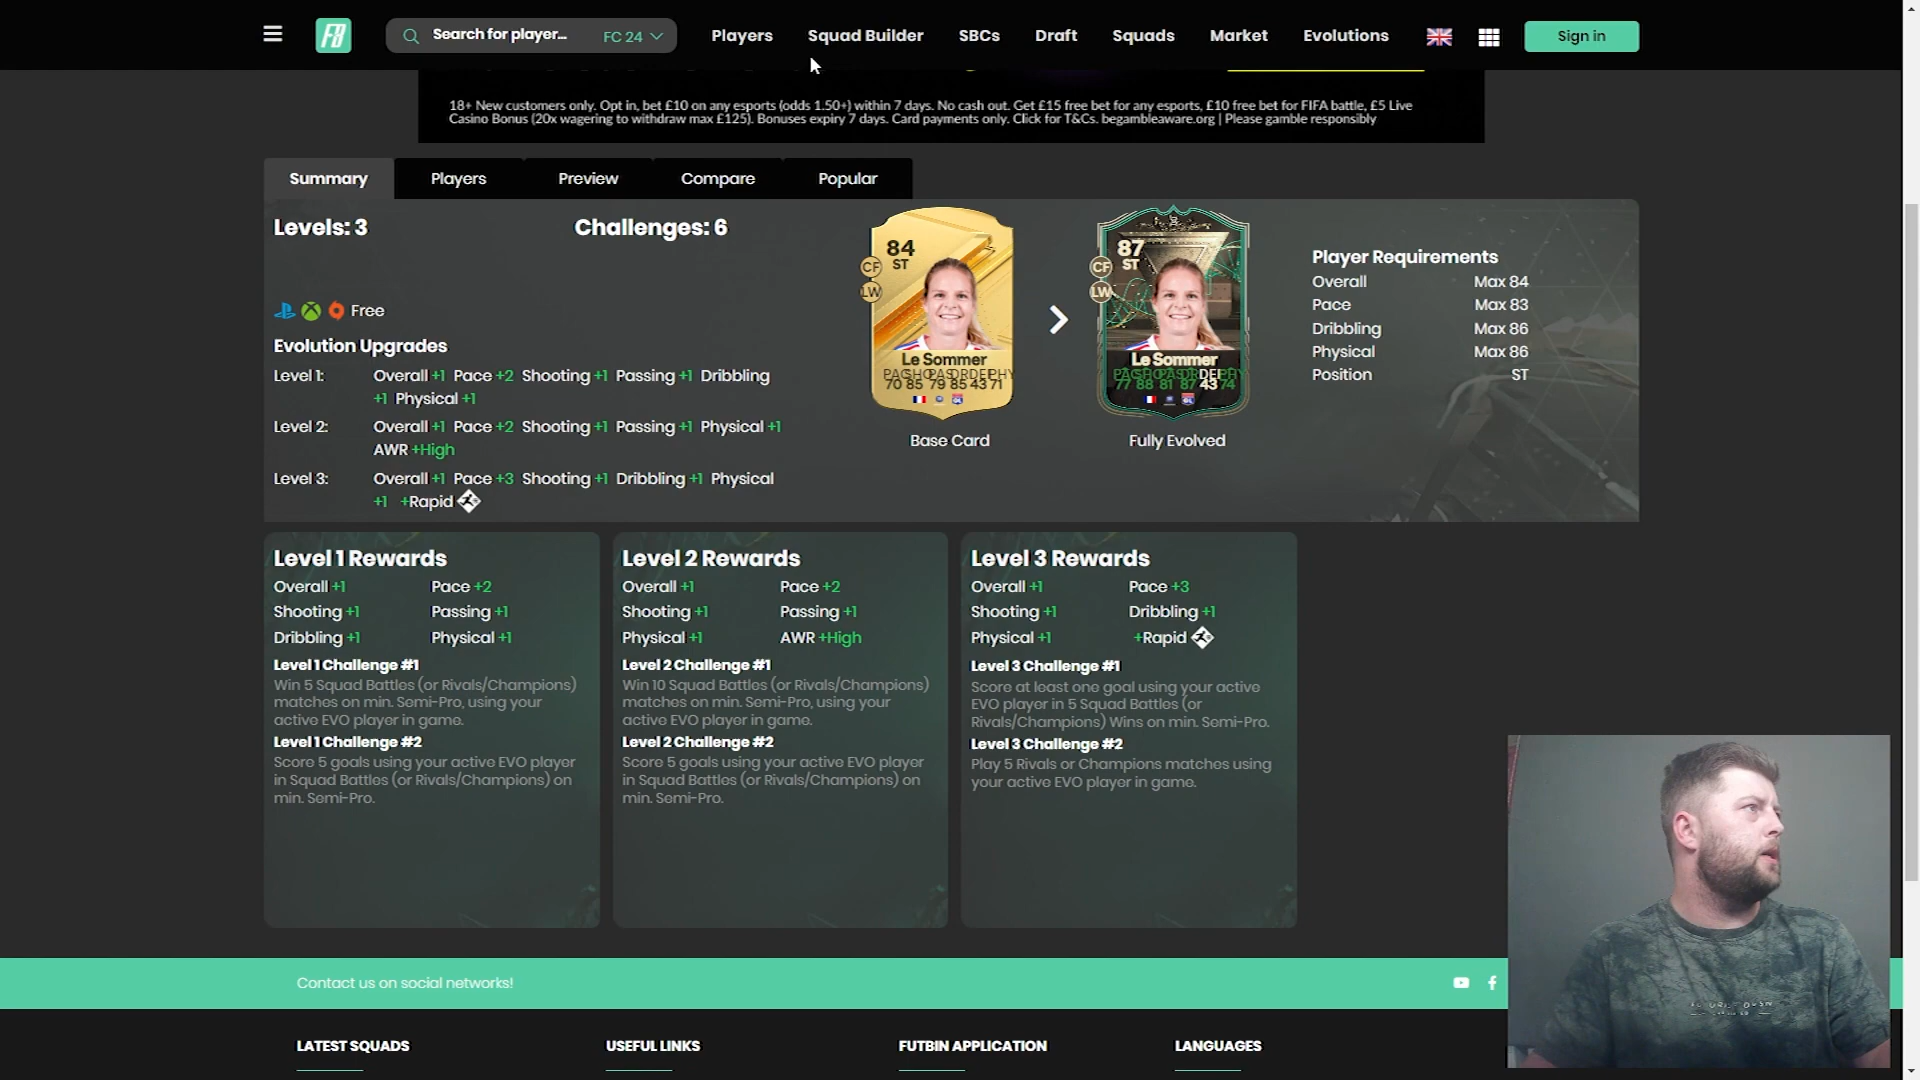 FB
Search for player...
FC 24
Players
Squad Builder
SBCs
Draft
Squads
Market
Evolutions
Sign in
18+ New customers only. Opt in, bet £10 on any esports (odds 1.50+) within 7 days. No cash out. Get £15 free bet for any esports, £10 free bet for FIFA battle, £5 Live
Casino Bonus (20x wagering to withdraw max £125). Bonuses expiry 7 days. Card payments only. Click for T&Cs. begambleaware.org | Please gamble responsibly
Summary
Players
Preview
Compare
Popular
Levels: 3
Challenges: 6
Free
Evolution Upgrades
Level 1: Overall +1 Pace +2 Shooting +1 Passing +1 Dribbling
+1 Physical +1
Level 2: Overall +1 Pace +2 Shooting +1 Passing +1 Physical +1
AWR +High
Level 3: Overall +1 Pace +3 Shooting +1 Dribbling +1 Physical
+1 +Rapid
84
ST
CF
LW
Le Sommer
PAC SHO PAS DRI DEF PHY
70 85 79 85 43 71
Base Card
87
ST
CF
LW
Le Sommer
PAC SHO PAS DRI DEF PHY
77 88 81 87 43 74
Fully Evolved
Player Requirements
Overall Max 84
Pace Max 83
Dribbling Max 86
Physical Max 86
Position ST
Level 1 Rewards
Overall +1 Pace +2
Shooting +1 Passing +1
Dribbling +1 Physical +1
Level 1 Challenge #1
Win 5 Squad Battles (or Rivals/Champions)
matches on min. Semi-Pro, using your
active EVO player in game.
Level 1 Challenge #2
Score 5 goals using your active EVO player
in Squad Battles (or Rivals/Champions) on
min. Semi-Pro.
Level 2 Rewards
Overall +1 Pace +2
Shooting +1 Passing +1
Physical +1 AWR +High
Level 2 Challenge #1
Win 10 Squad Battles (or Rivals/Champions)
matches on min. Semi-Pro, using your
active EVO player in game.
Level 2 Challenge #2
Score 5 goals using your active EVO player
in Squad Battles (or Rivals/Champions) on
min. Semi-Pro.
Level 3 Rewards
Overall +1 Pace +3
Shooting +1 Dribbling +1
Physical +1 +Rapid
Level 3 Challenge #1
Score at least one goal using your active
EVO player in 5 Squad Battles (or
Rivals/Champions) Wins on min. Semi-Pro.
Level 3 Challenge #2
Play 5 Rivals or Champions matches using
your active EVO player in game.
Contact us on social networks!
LATEST SQUADS
USEFUL LINKS
FUTBIN APPLICATION
LANGUAGES